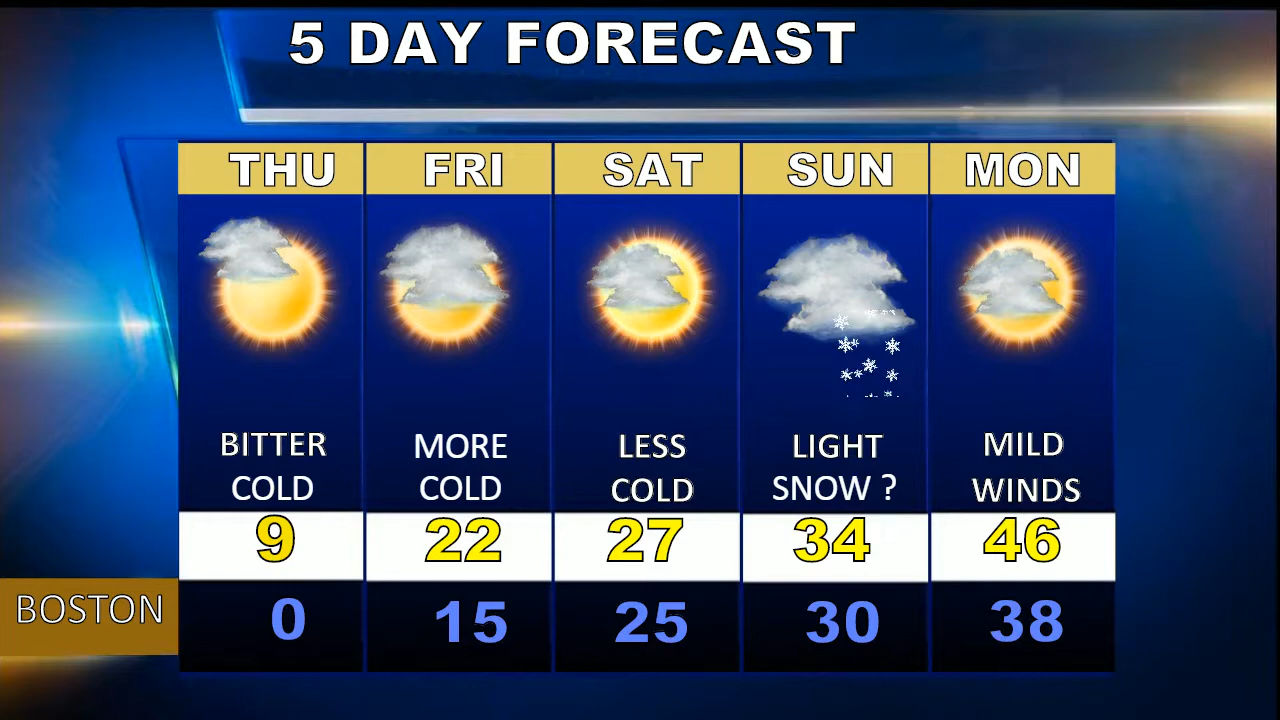 5 DAY FORECAST
THU FRI SAT SUN MON
BITTER MORE LESS LIGHT MILD
COLD COLD COLD SNOW ? WINDS
9 22 27 34 46
BOSTON 0 15 25 30 38